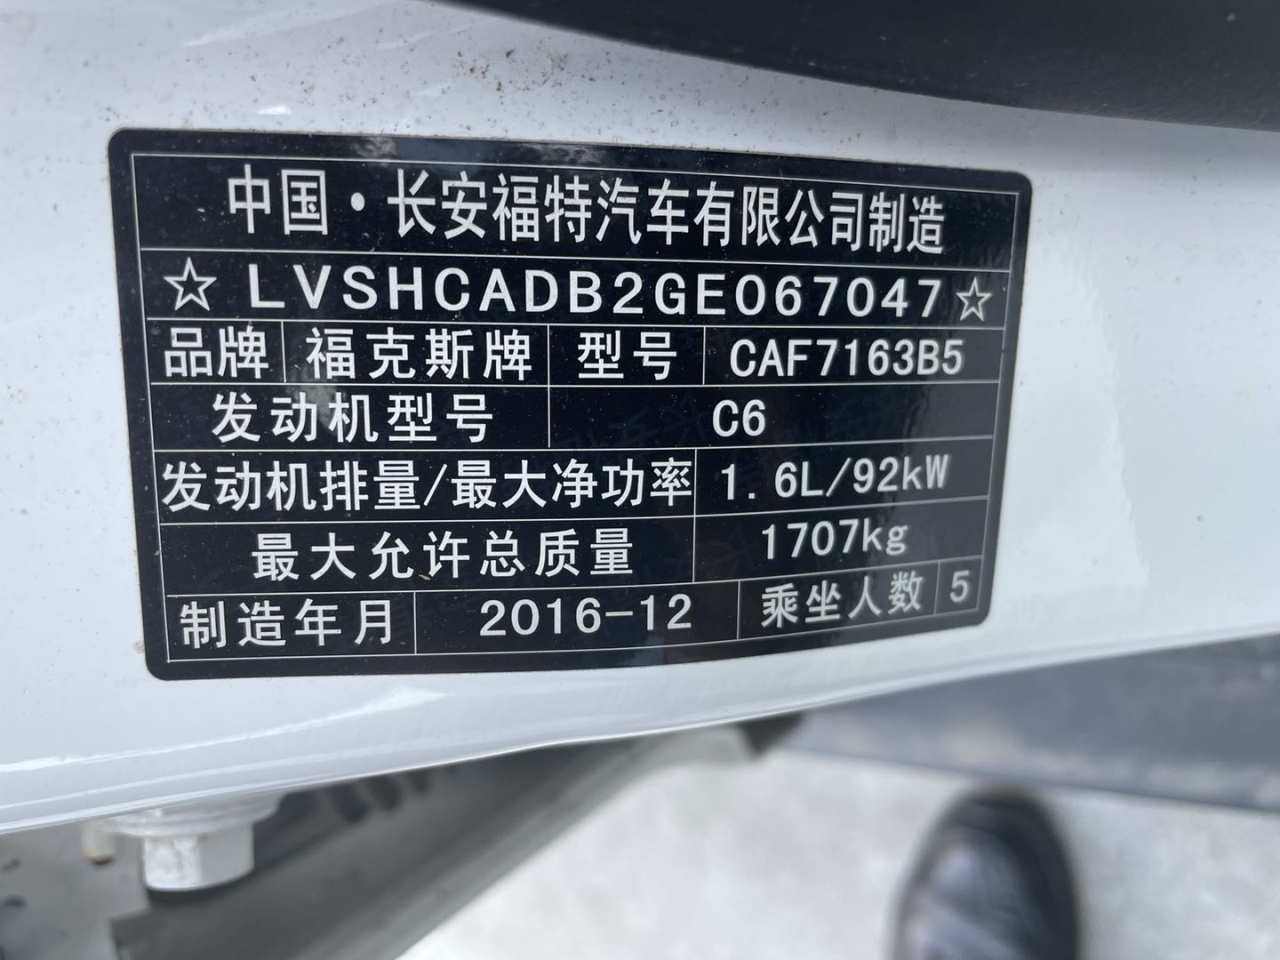 中国·长安福特汽车有限公司制造
☆LVSHCADB2GE067047☆
品牌 福克斯牌 型号 CAF7163B5
发动机型号 C6
发动机排量/最大净功率 1.6L/92kW
最大允许总质量 1707kg
制造年月 2016-12 乘坐人数 5